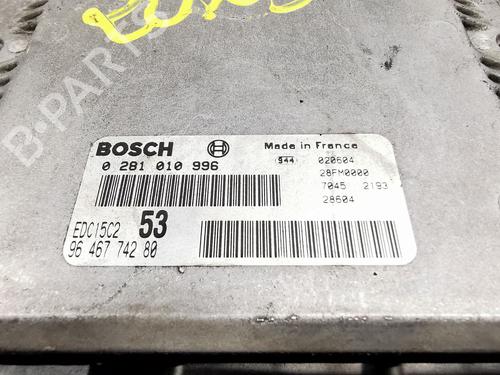 B-PARTS
BOSCH
Made in France
0 281 010 996
944 020604
28FM0000
7045 2193
28604
EDC15C2 53
96 467 742 80